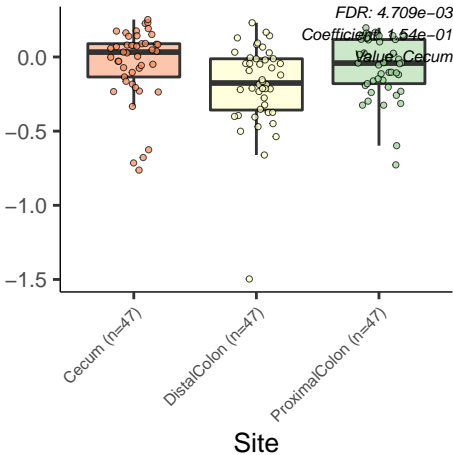 FDR: 4.709e−03
Coefficient: 1.54e−01
Value: Cecum
0.0
−0.5
−1.0
−1.5
Cecum (n=47)
DistalColon (n=47)
ProximalColon (n=47)
Site